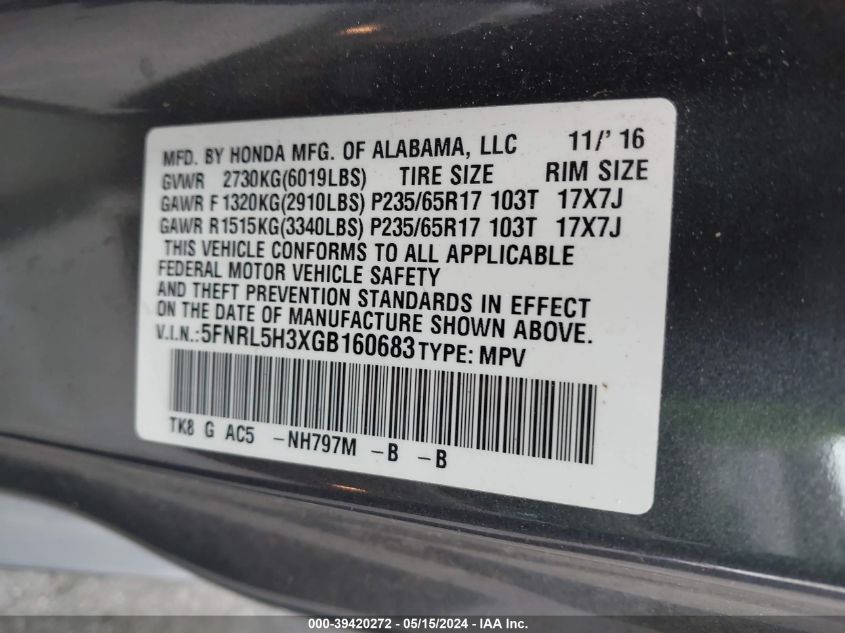 MFD. BY HONDA MFG. OF ALABAMA, LLC 11/' 16
GVWR 2730KG(6019LBS) TIRE SIZE RIM SIZE
GAWR F 1320KG(2910LBS) P235/65R17 103T 17X7J
GAWR R1515KG(3340LBS) P235/65R17 103T 17X7J
THIS VEHICLE CONFORMS TO ALL APPLICABLE
FEDERAL MOTOR VEHICLE SAFETY
AND THEFT PREVENTION STANDARDS IN EFFECT
ON THE DATE OF MANUFACTURE SHOWN ABOVE.
V.I.N.:5FNRL5H3XGB160683 TYPE: MPV
TK8 G AC5 -NH797M -B -B
000-39420272 - 05/15/2024 - IAA Inc.